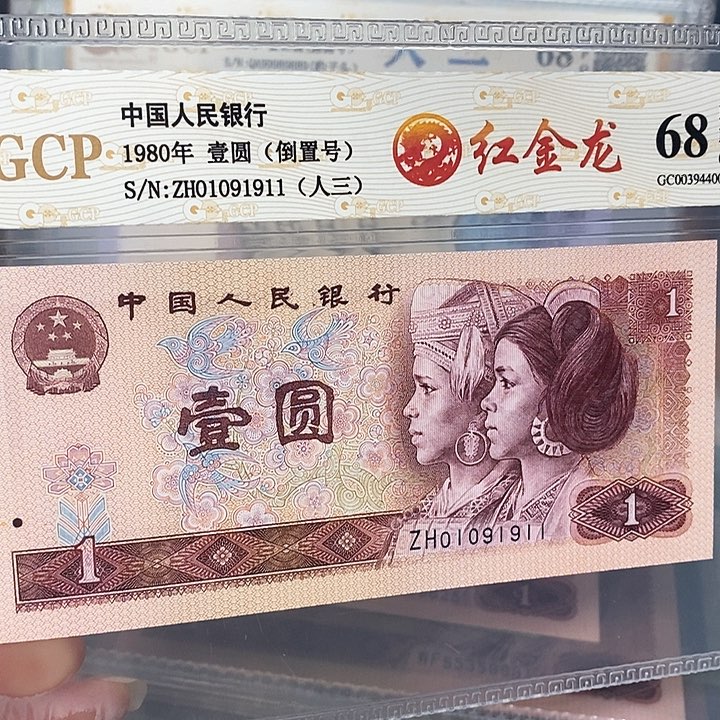 GCP
中国人民银行
1980年 壹圆（倒置号）
S/N:ZH01091911（人三）
红金龙
68
GC00394400
中国人民银行
1
壹圆
1
ZH01091911
1